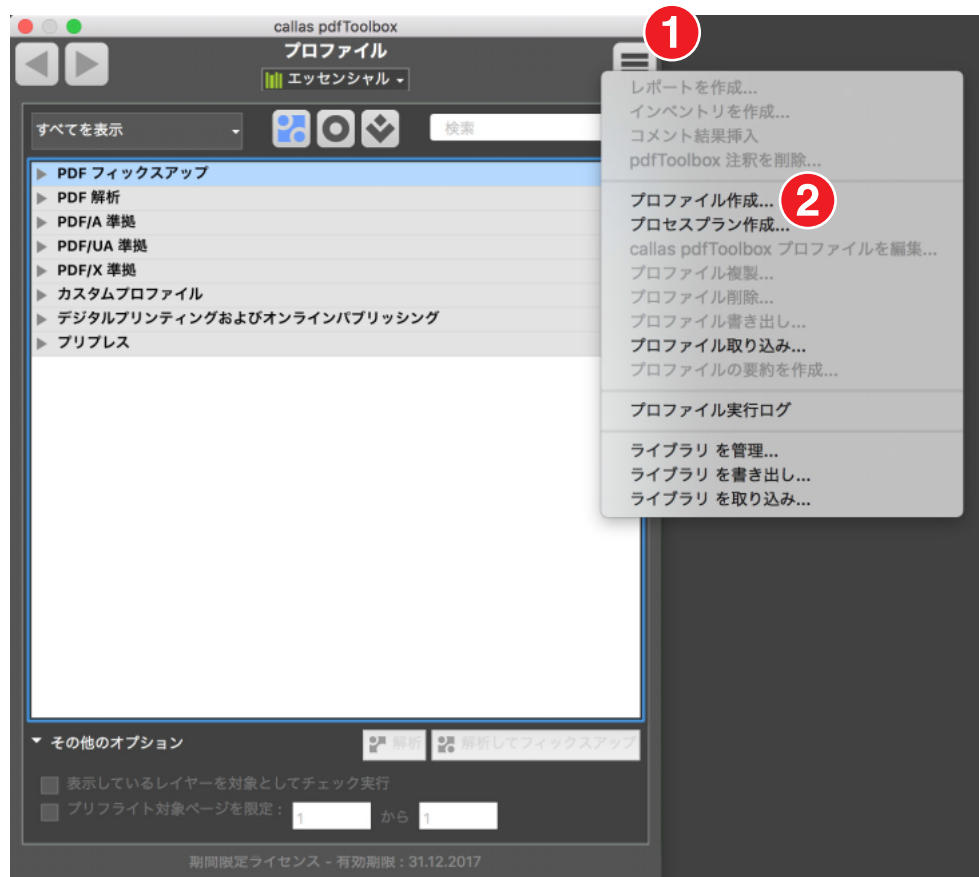 callas pdfToolbox
1
プロファイル
エッセンシャル
すべてを表示
検索
PDF フィックスアップ
PDF 解析
PDF/A 準拠
PDF/UA 準拠
PDF/X 準拠
カスタムプロファイル
デジタルプリンティングおよびオンラインパブリッシング
プリプレス
レポートを作成...
インベントリを作成...
コメント結果挿入
pdfToolbox 注釈を削除...
プロファイル作成...
2
プロセスプラン作成...
callas pdfToolbox プロファイルを編集...
プロファイル複製...
プロファイル削除...
プロファイル書き出し...
プロファイル取り込み...
プロファイルの要約を作成...
プロファイル実行ログ
ライブラリ を管理...
ライブラリ を書き出し...
ライブラリ を取り込み...
その他のオプション
解析
解析してフィックスアップ
表示しているレイヤーを対象としてチェック実行
プリフライト対象ページを限定： 1 から 1
期間限定ライセンス - 有効期限 : 31.12.2017